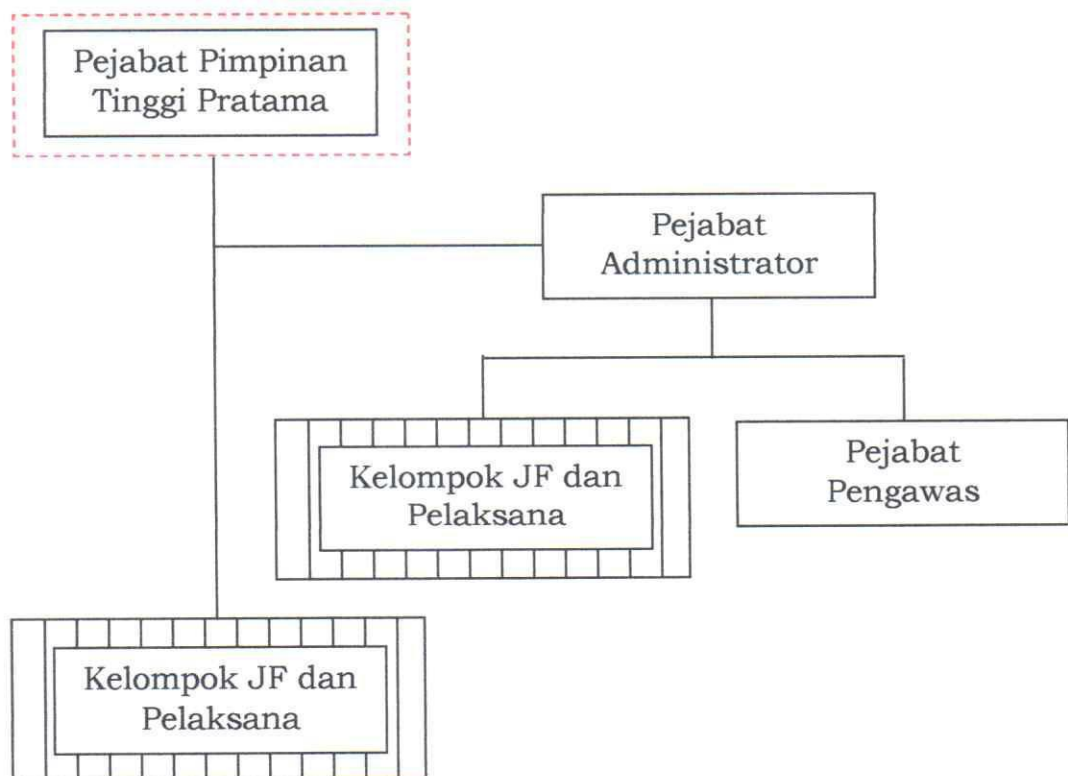 Pejabat Pimpinan
Tinggi Pratama
Pejabat
Administrator
Kelompok JF dan
Pelaksana
Pejabat
Pengawas
Kelompok JF dan
Pelaksana